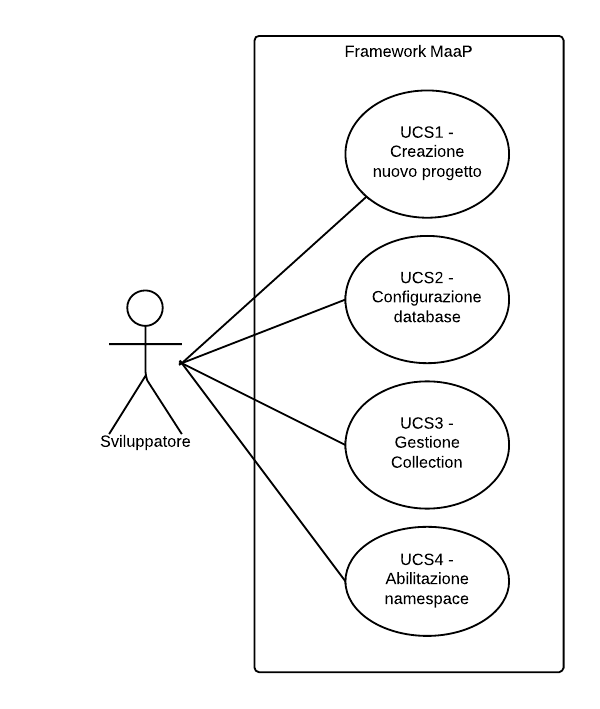 Framework MaaP
UCS1 -
Creazione
nuovo progetto
UCS2 -
Configurazione
database
UCS3 -
Gestione
Collection
UCS4 -
Abilitazione
namespace
Sviluppatore